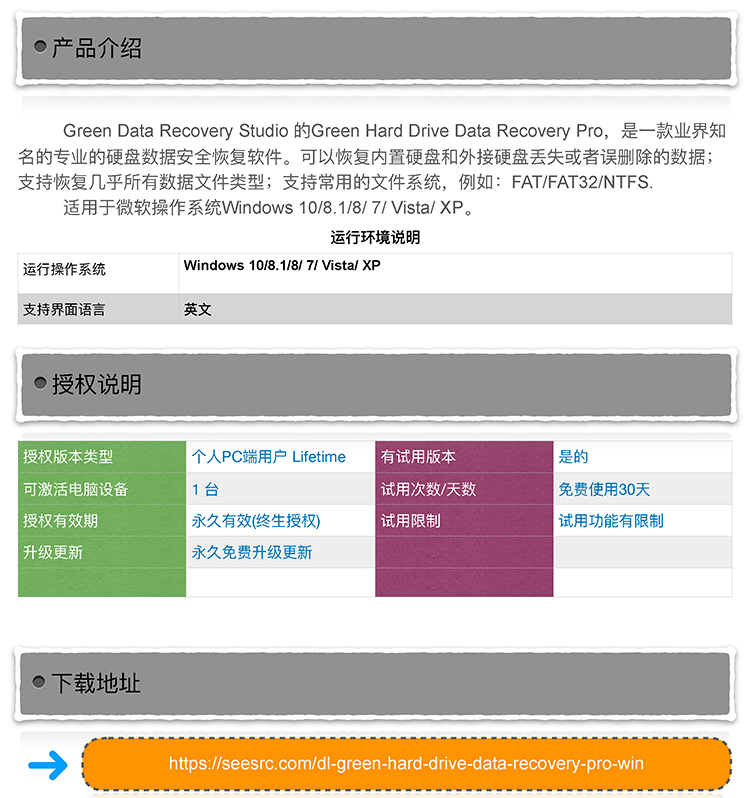 产品介绍
Green Data Recovery Studio 的Green Hard Drive Data Recovery Pro，是一款业界知
名的专业的硬盘数据安全恢复软件。可以恢复内置硬盘和外接硬盘丢失或者误删除的数据；
支持恢复几乎所有数据文件类型；支持常用的文件系统，例如：FAT/FAT32/NTFS.
适用于微软操作系统Windows 10/8.1/8/ 7/ Vista/ XP。
运行环境说明
运行操作系统 Windows 10/8.1/8/ 7/ Vista/ XP
支持界面语言 英文
授权说明
授权版本类型 个人PC端用户 Lifetime 有试用版本 是的
可激活电脑设备 1 台 试用次数/天数 免费使用30天
授权有效期 永久有效(终生授权) 试用限制 试用功能有限制
升级更新 永久免费升级更新
下载地址
https://seesrc.com/dl-green-hard-drive-data-recovery-pro-win